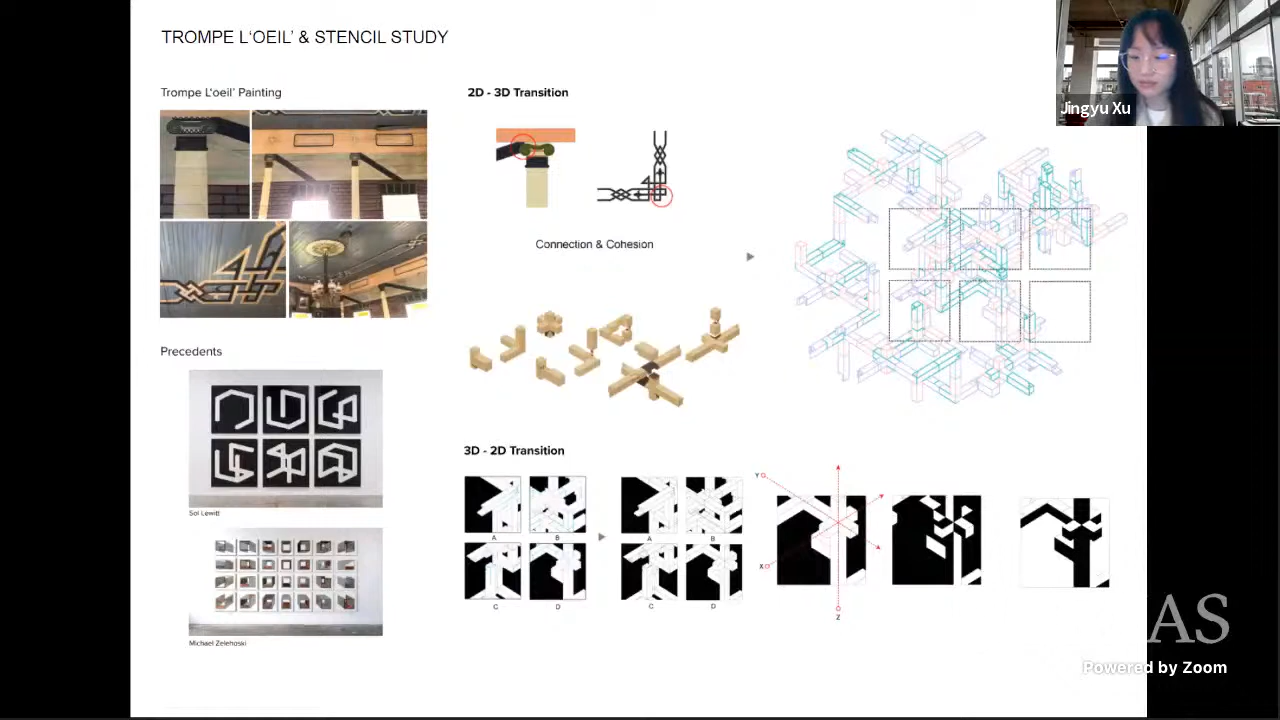 TROMPE L'OEIL' & STENCIL STUDY
Jingyu Xu
Trompe L'oeil' Painting
2D - 3D Transition
Connection & Cohesion
Precedents
Sol Lewitt
Michael Zelehoski
3D - 2D Transition
A
B
C
D
A
B
C
D
Y
X
Z
AS
Powered by Zoom